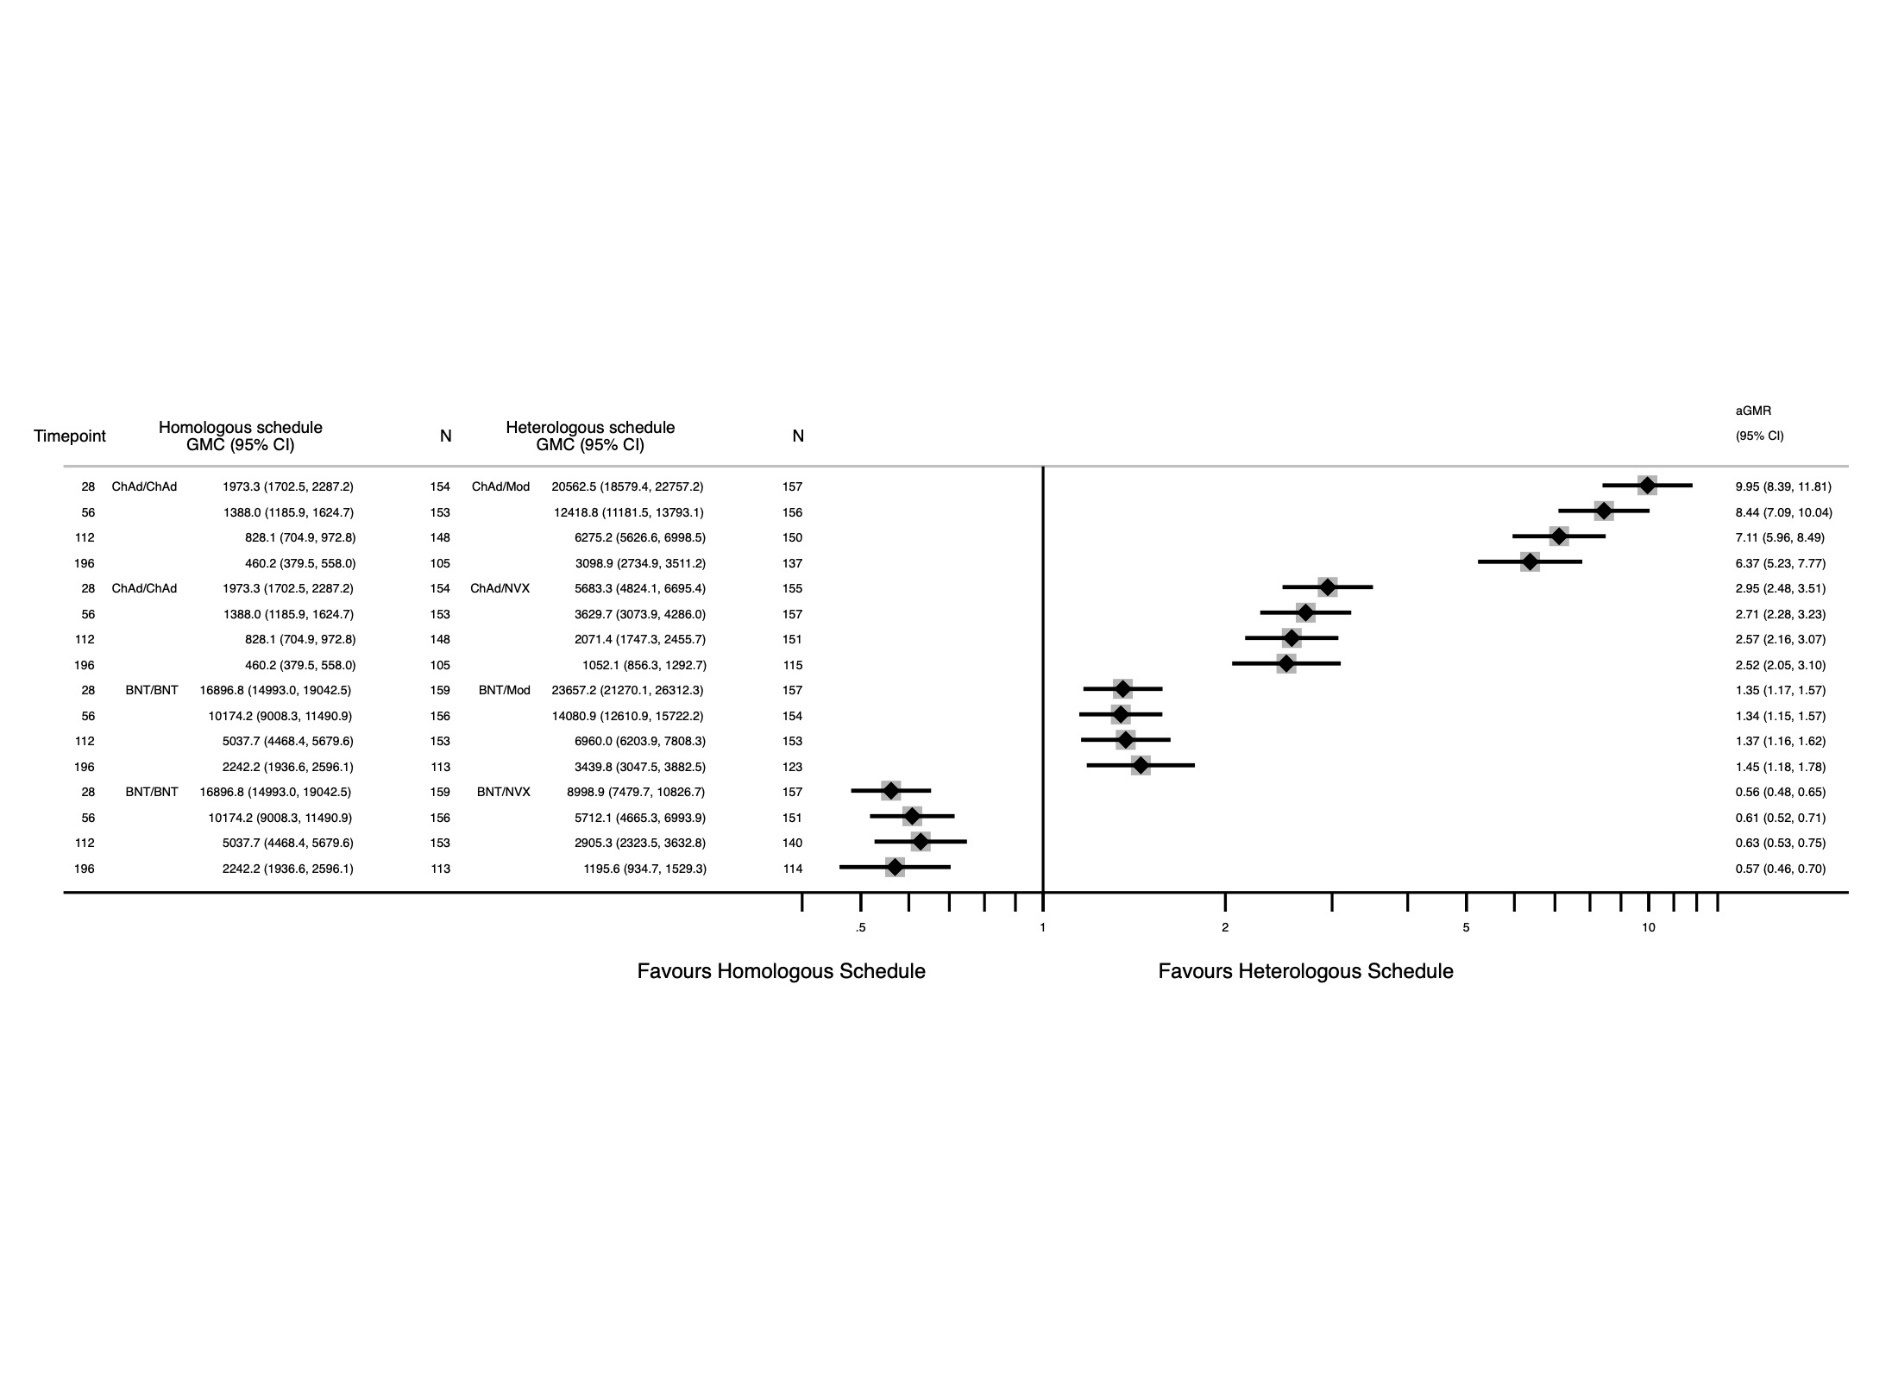 aGMR
Timepoint Homologous schedule GMC (95% CI) N Heterologous schedule GMC (95% CI) N (95% CI)
28 ChAd/ChAd 1973.3 (1702.5, 2287.2) 154 ChAd/Mod 20562.5 (18579.4, 22757.2) 157 9.95 (8.39, 11.81)
56 1388.0 (1185.9, 1624.7) 153 12418.8 (11181.5, 13793.1) 156 8.44 (7.09, 10.04)
112 828.1 (704.9, 972.8) 148 6275.2 (5626.6, 6998.5) 150 7.11 (5.96, 8.49)
196 460.2 (379.5, 558.0) 105 3098.9 (2734.9, 3511.2) 137 6.37 (5.23, 7.77)
28 ChAd/ChAd 1973.3 (1702.5, 2287.2) 154 ChAd/NVX 5683.3 (4824.1, 6695.4) 155 2.95 (2.48, 3.51)
56 1388.0 (1185.9, 1624.7) 153 3629.7 (3073.9, 4286.0) 157 2.71 (2.28, 3.23)
112 828.1 (704.9, 972.8) 148 2071.4 (1747.3, 2455.7) 151 2.57 (2.16, 3.07)
196 460.2 (379.5, 558.0) 105 1052.1 (856.3, 1292.7) 115 2.52 (2.05, 3.10)
28 BNT/BNT 16896.8 (14993.0, 19042.5) 159 BNT/Mod 23657.2 (21270.1, 26312.3) 157 1.35 (1.17, 1.57)
56 10174.2 (9008.3, 11490.9) 156 14080.9 (12610.9, 15722.2) 154 1.34 (1.15, 1.57)
112 5037.7 (4468.4, 5679.6) 153 6960.0 (6203.9, 7808.3) 153 1.37 (1.16, 1.62)
196 2242.2 (1936.6, 2596.1) 113 3439.8 (3047.5, 3882.5) 123 1.45 (1.18, 1.78)
28 BNT/BNT 16896.8 (14993.0, 19042.5) 159 BNT/NVX 8998.9 (7479.7, 10826.7) 157 0.56 (0.48, 0.65)
56 10174.2 (9008.3, 11490.9) 156 5712.1 (4665.3, 6993.9) 151 0.61 (0.52, 0.71)
112 5037.7 (4468.4, 5679.6) 153 2905.3 (2323.5, 3632.8) 140 0.63 (0.53, 0.75)
196 2242.2 (1936.6, 2596.1) 113 1195.6 (934.7, 1529.3) 114 0.57 (0.46, 0.70)
.5 1 2 5 10
Favours Homologous Schedule Favours Heterologous Schedule